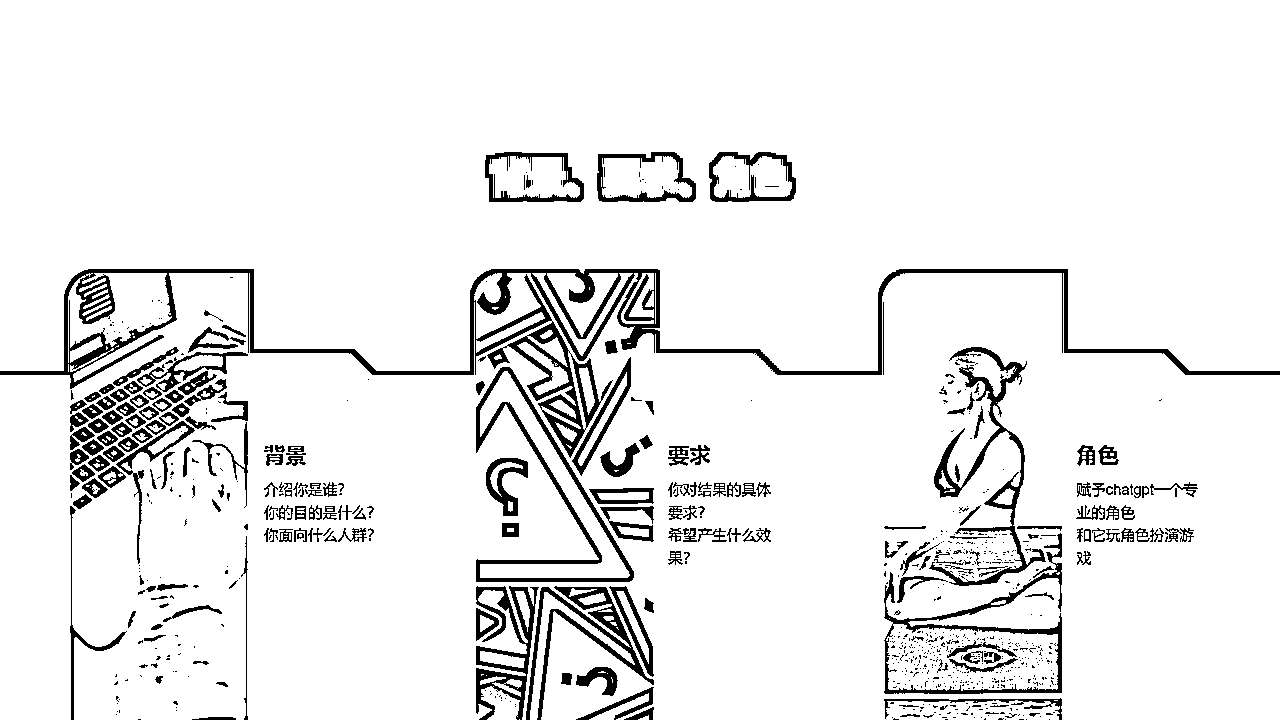 背景、要求、角色
背景
介绍你是谁?
你的目的是什么?
你面向什么人群?
要求
你对结果的具体
要求?
希望产生什么效
果?
角色
赋予chatgpt一个专
业的角色
和它玩角色扮演游
戏